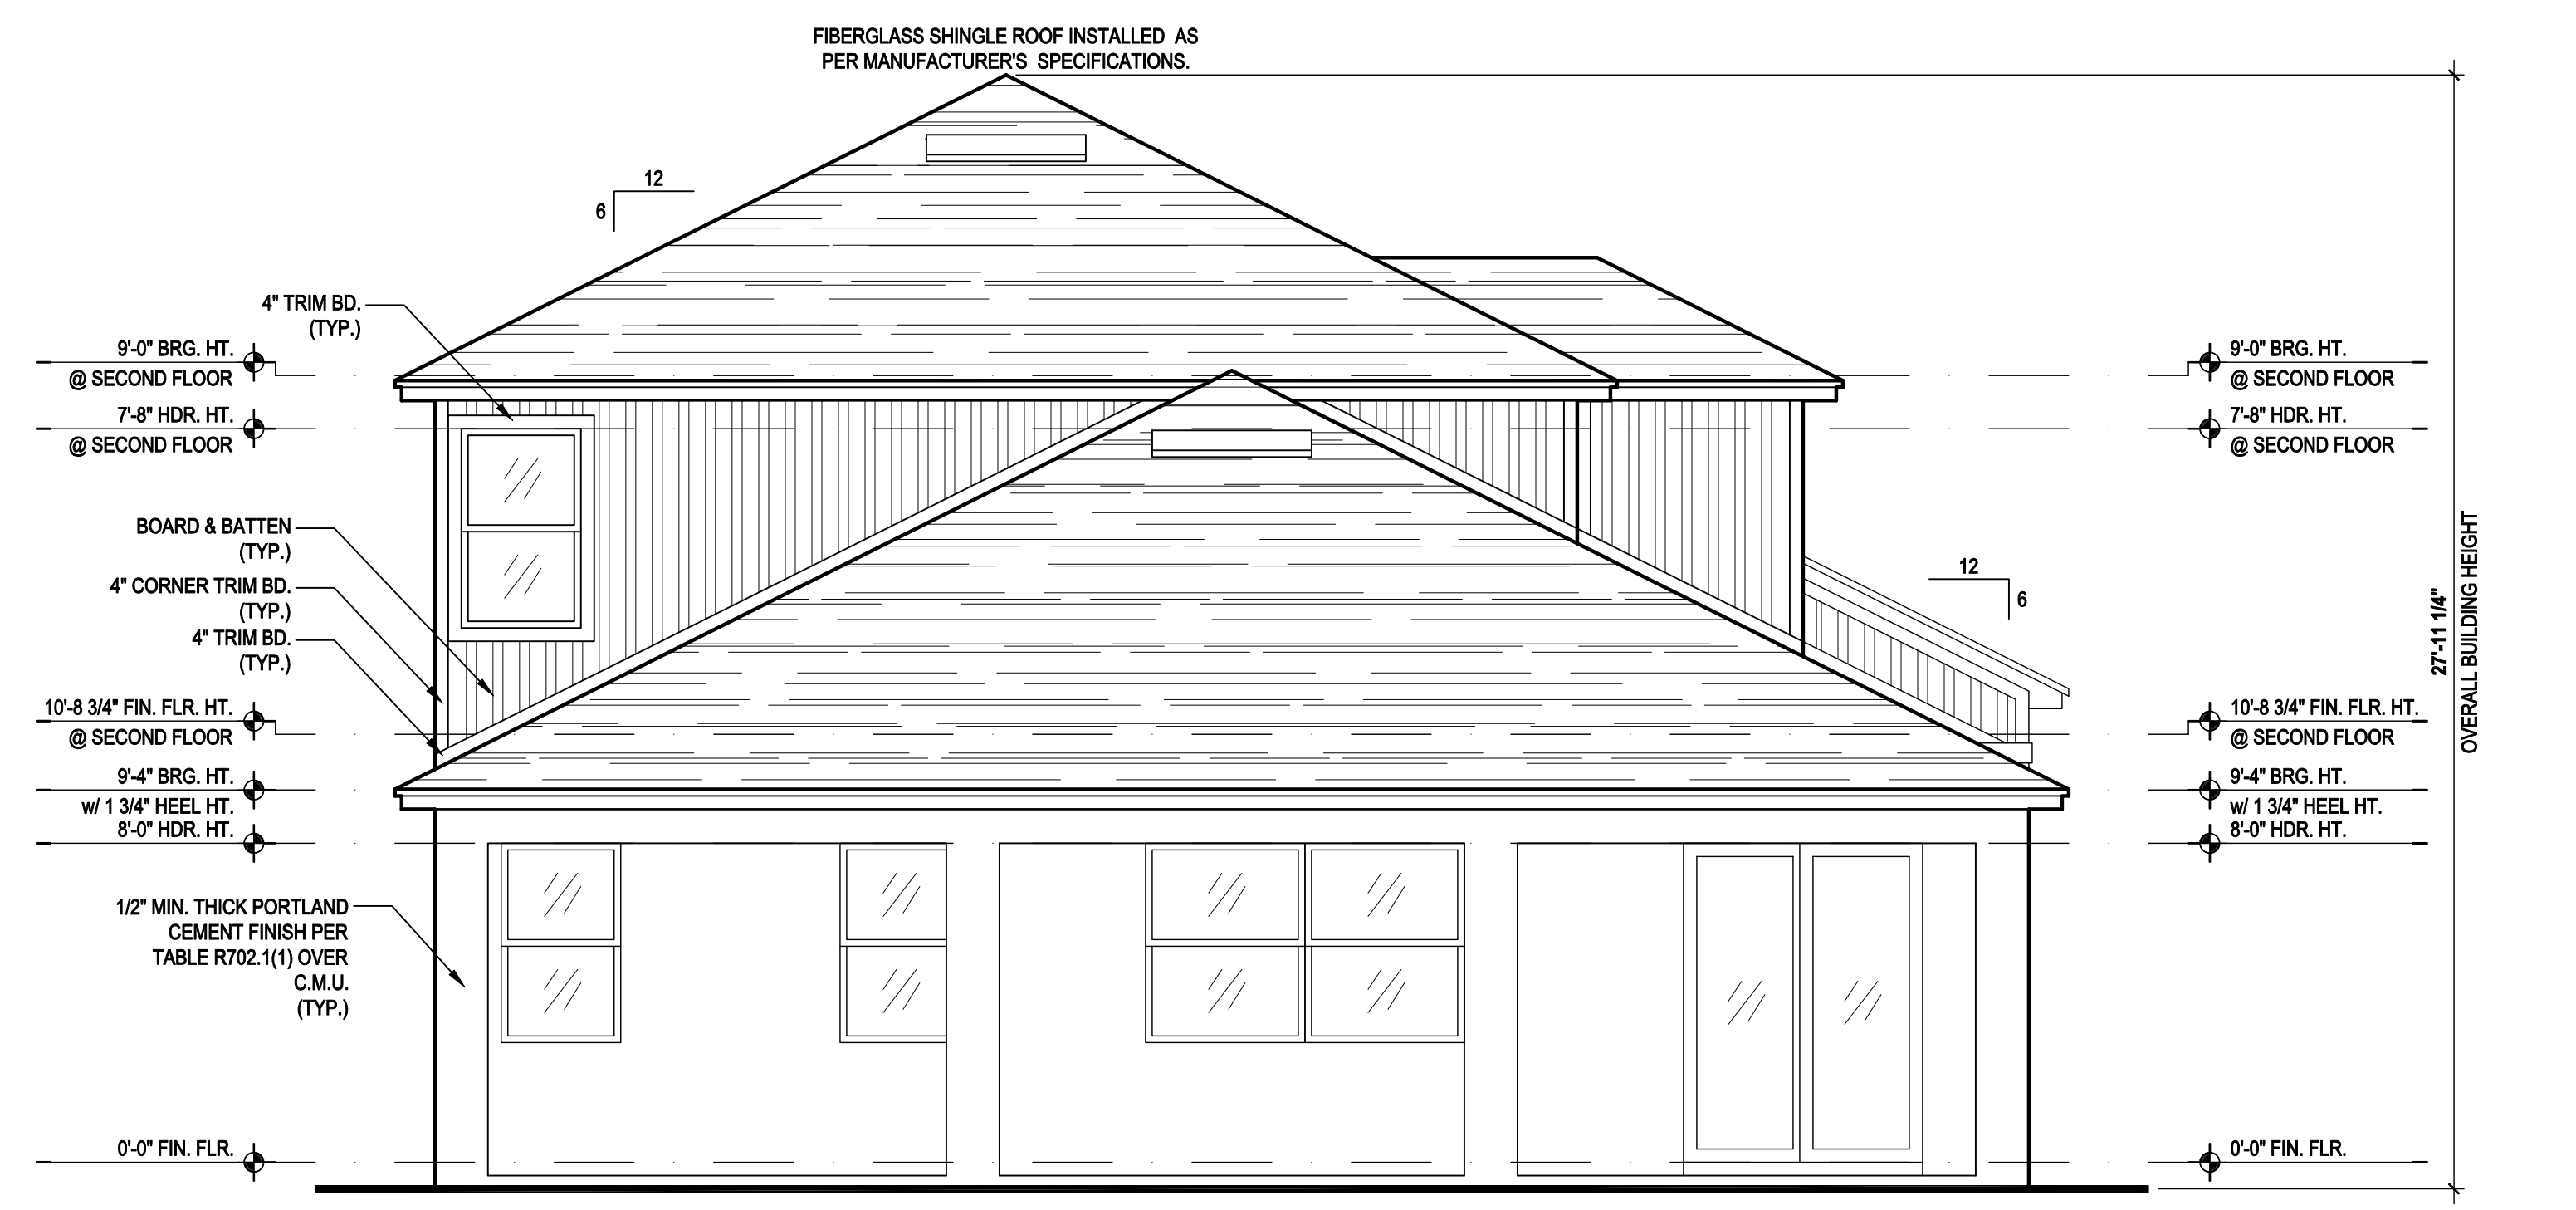 FIBERGLASS SHINGLE ROOF INSTALLED AS
PER MANUFACTURER'S SPECIFICATIONS.
12
6
4" TRIM BD.
(TYP.)
9'-0" BRG. HT.
@ SECOND FLOOR
7'-8" HDR. HT.
@ SECOND FLOOR
BOARD & BATTEN
(TYP.)
4" CORNER TRIM BD.
(TYP.)
4" TRIM BD.
(TYP.)
10'-8 3/4" FIN. FLR. HT.
@ SECOND FLOOR
9'-4" BRG. HT.
w/ 1 3/4" HEEL HT.
8'-0" HDR. HT.
1/2" MIN. THICK PORTLAND
CEMENT FINISH PER
TABLE R702.1(1) OVER
C.M.U.
(TYP.)
0'-0" FIN. FLR.
9'-0" BRG. HT.
@ SECOND FLOOR
7'-8" HDR. HT.
@ SECOND FLOOR
12
6
10'-8 3/4" FIN. FLR. HT.
@ SECOND FLOOR
9'-4" BRG. HT.
w/ 1 3/4" HEEL HT.
8'-0" HDR. HT.
0'-0" FIN. FLR.
27'-11 1/4"
OVERALL BUILDING HEIGHT